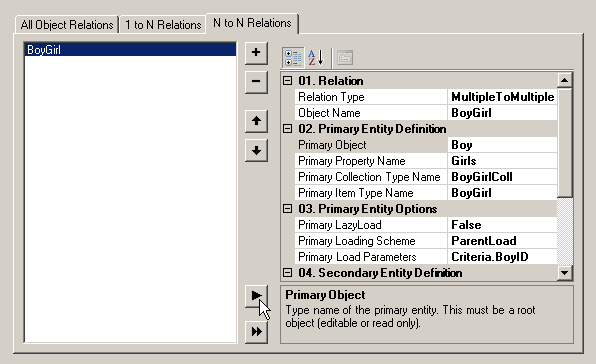 All Object Relations 1 to N Relations N to N Relations
BoyGirl
01. Relation
Relation Type MultipleToMultiple
Object Name BoyGirl
02. Primary Entity Definition
Primary Object Boy
Primary Property Name Girls
Primary Collection Type Name BoyGirlColl
Primary Item Type Name BoyGirl
03. Primary Entity Options
Primary LazyLoad False
Primary Loading Scheme ParentLoad
Primary Load Parameters Criteria.BoyID
04. Secondary Entity Definition
Primary Object
Type name of the primary entity. This must be a root
object (editable or read only).